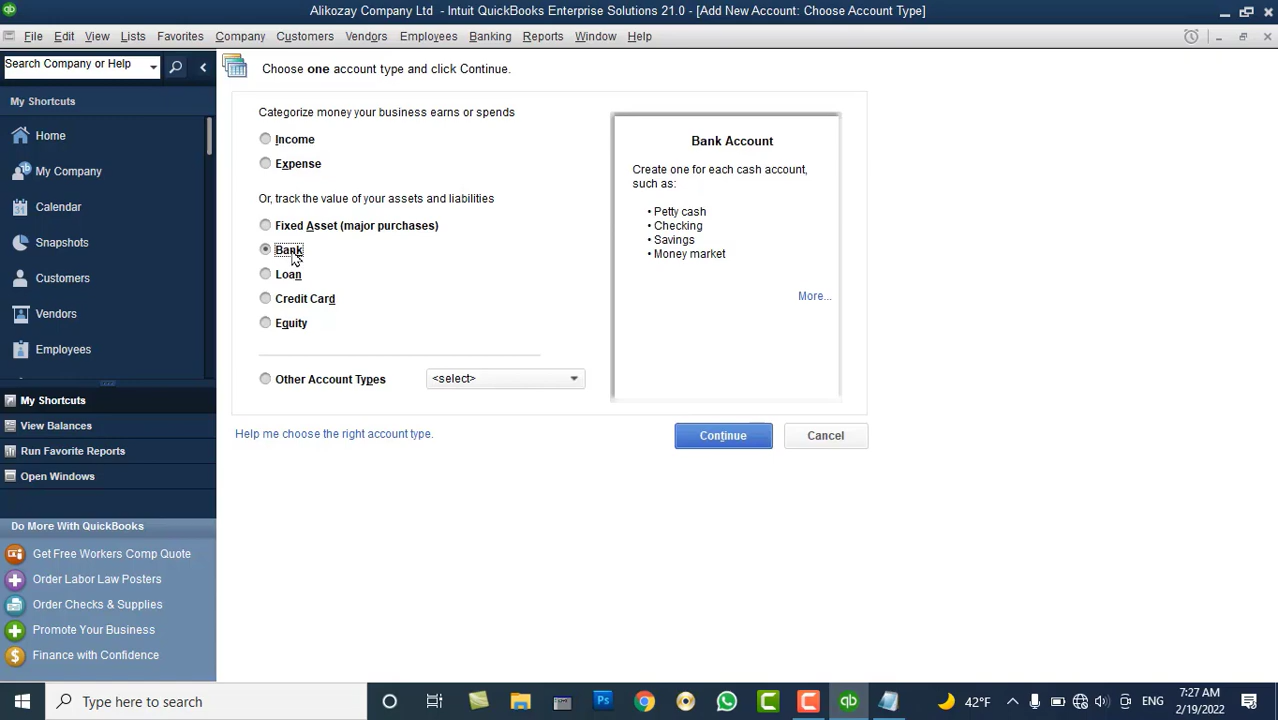 Alikozay Company Ltd - Intuit QuickBooks Enterprise Solutions 21.0 - [Add New Account: Choose Account Type]
File Edit View Lists Favorites Company Customers Vendors Employees Banking Reports Window Help
Search Company or Help
My Shortcuts
Home
My Company
Calendar
Snapshots
Customers
Vendors
Employees
My Shortcuts
View Balances
Run Favorite Reports
Open Windows
Do More With QuickBooks
Get Free Workers Comp Quote
Order Labor Law Posters
Order Checks & Supplies
Promote Your Business
Finance with Confidence
Choose one account type and click Continue.
Categorize money your business earns or spends
Income
Expense
Or, track the value of your assets and liabilities
Fixed Asset (major purchases)
Bank
Loan
Credit Card
Equity
Other Account Types <select>
Help me choose the right account type.
Bank Account
Create one for each cash account,
such as:
• Petty cash
• Checking
• Savings
• Money market
More...
Continue Cancel
Type here to search
42°F
ENG
7:27 AM
2/19/2022